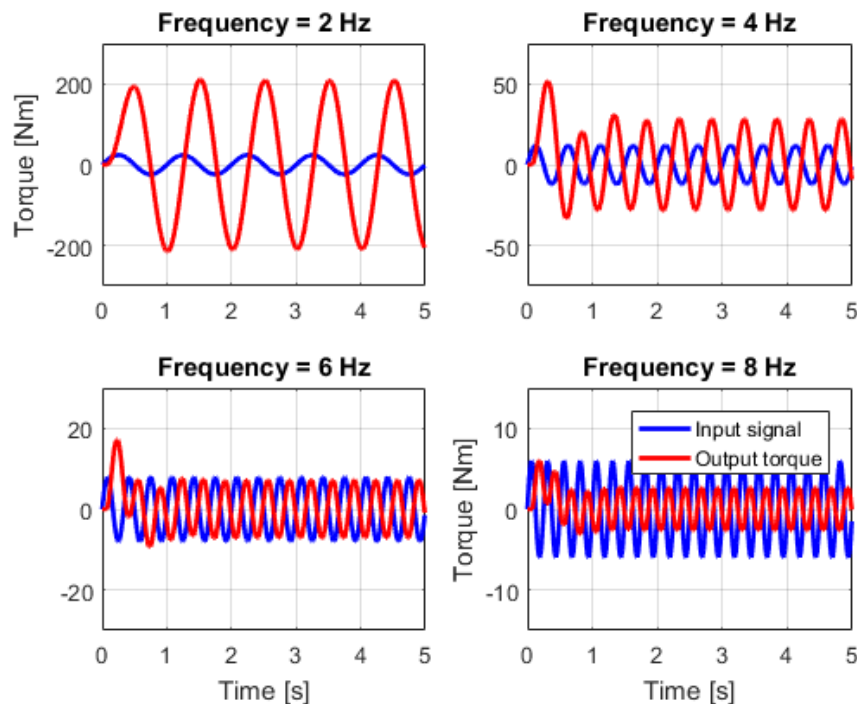 Frequency = 2 Hz
Torque [Nm]
200
0
-200
0 1 2 3 4 5
Frequency = 4 Hz
50
0
-50
0 1 2 3 4 5
Frequency = 6 Hz
20
0
-20
0 1 2 3 4 5
Time [s]
Frequency = 8 Hz
Torque [Nm]
10
0
-10
Input signal
Output torque
0 1 2 3 4 5
Time [s]